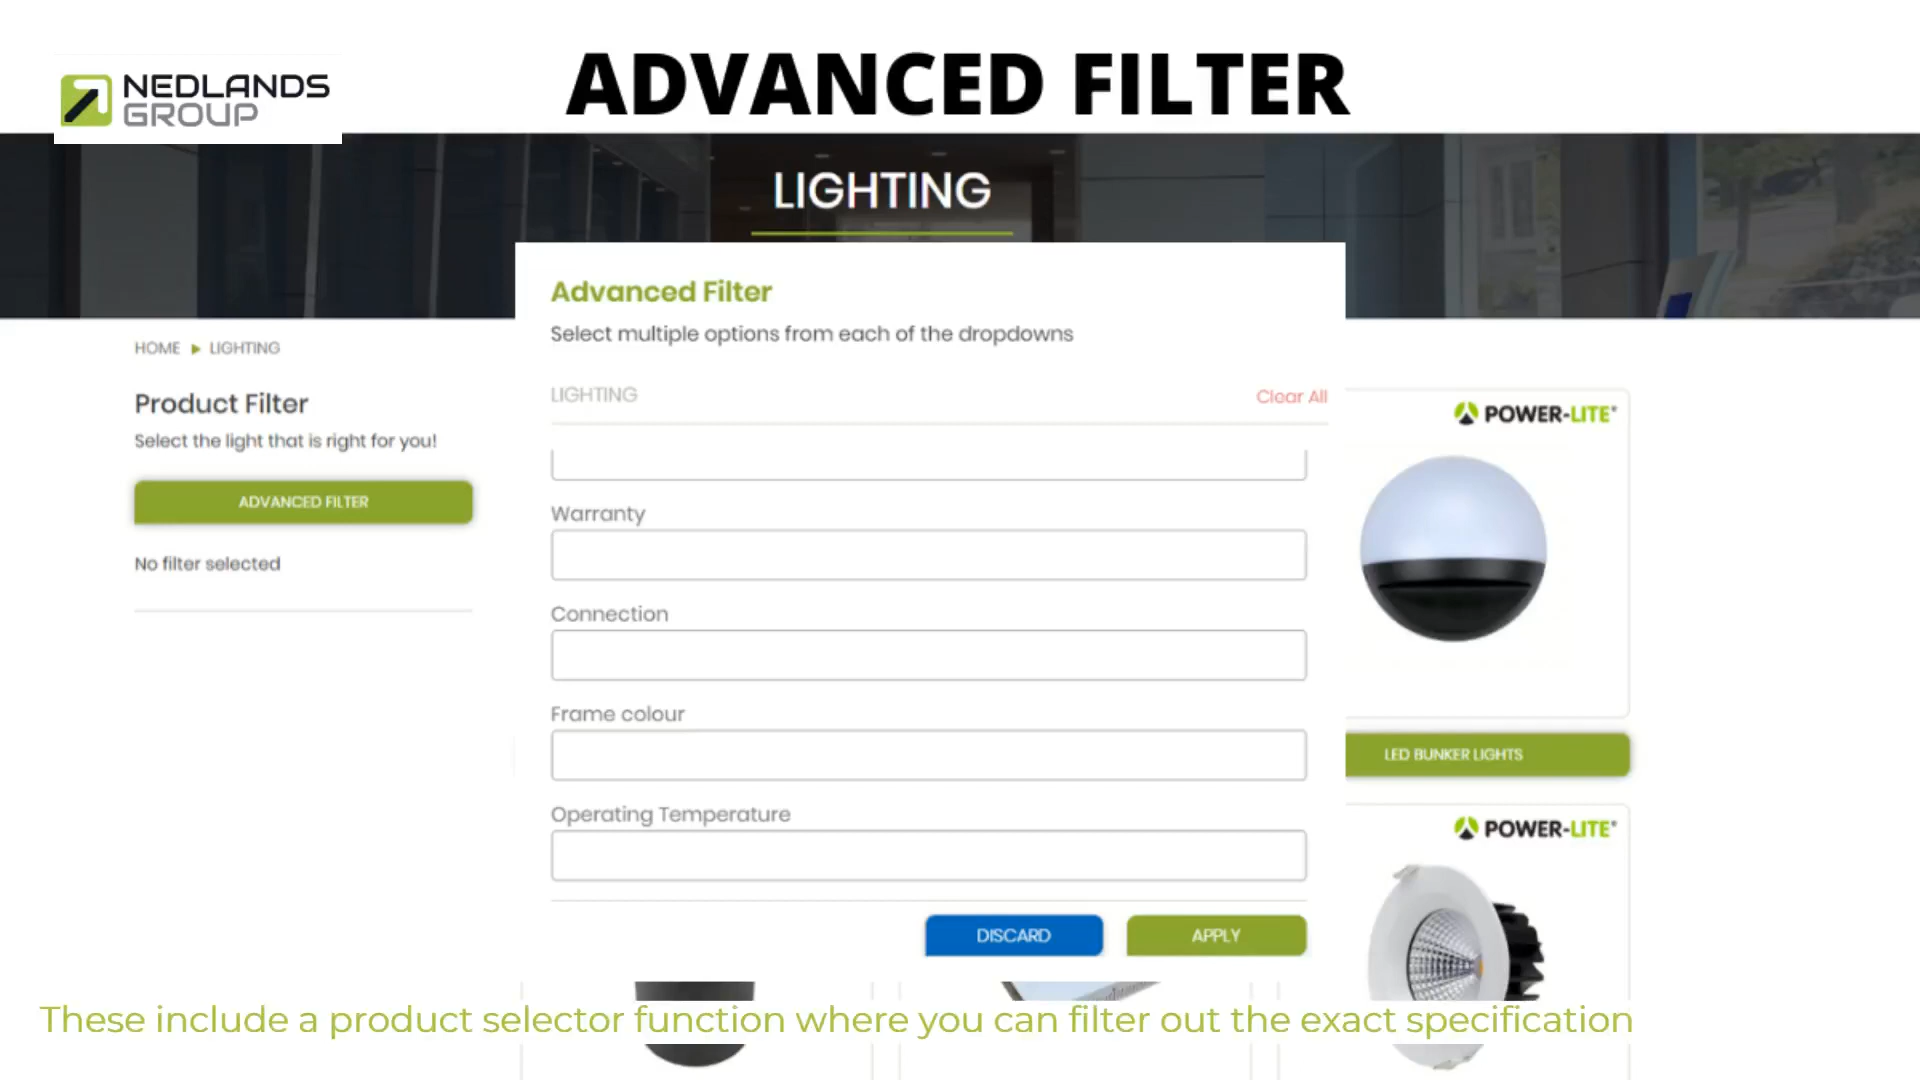 NEDLANDS
GROUP
ADVANCED FILTER
LIGHTING
HOME ▶ LIGHTING
Product Filter
Select the light that is right for you!
ADVANCED FILTER
No filter selected
Advanced Filter
Select multiple options from each of the dropdowns
LIGHTING
Clear All
Warranty
Connection
Frame colour
Operating Temperature
DISCARD
APPLY
POWER-LITE®
LED BUNKER LIGHTS
POWER-LITE®
These include a product selector function where you can filter out the exact specification